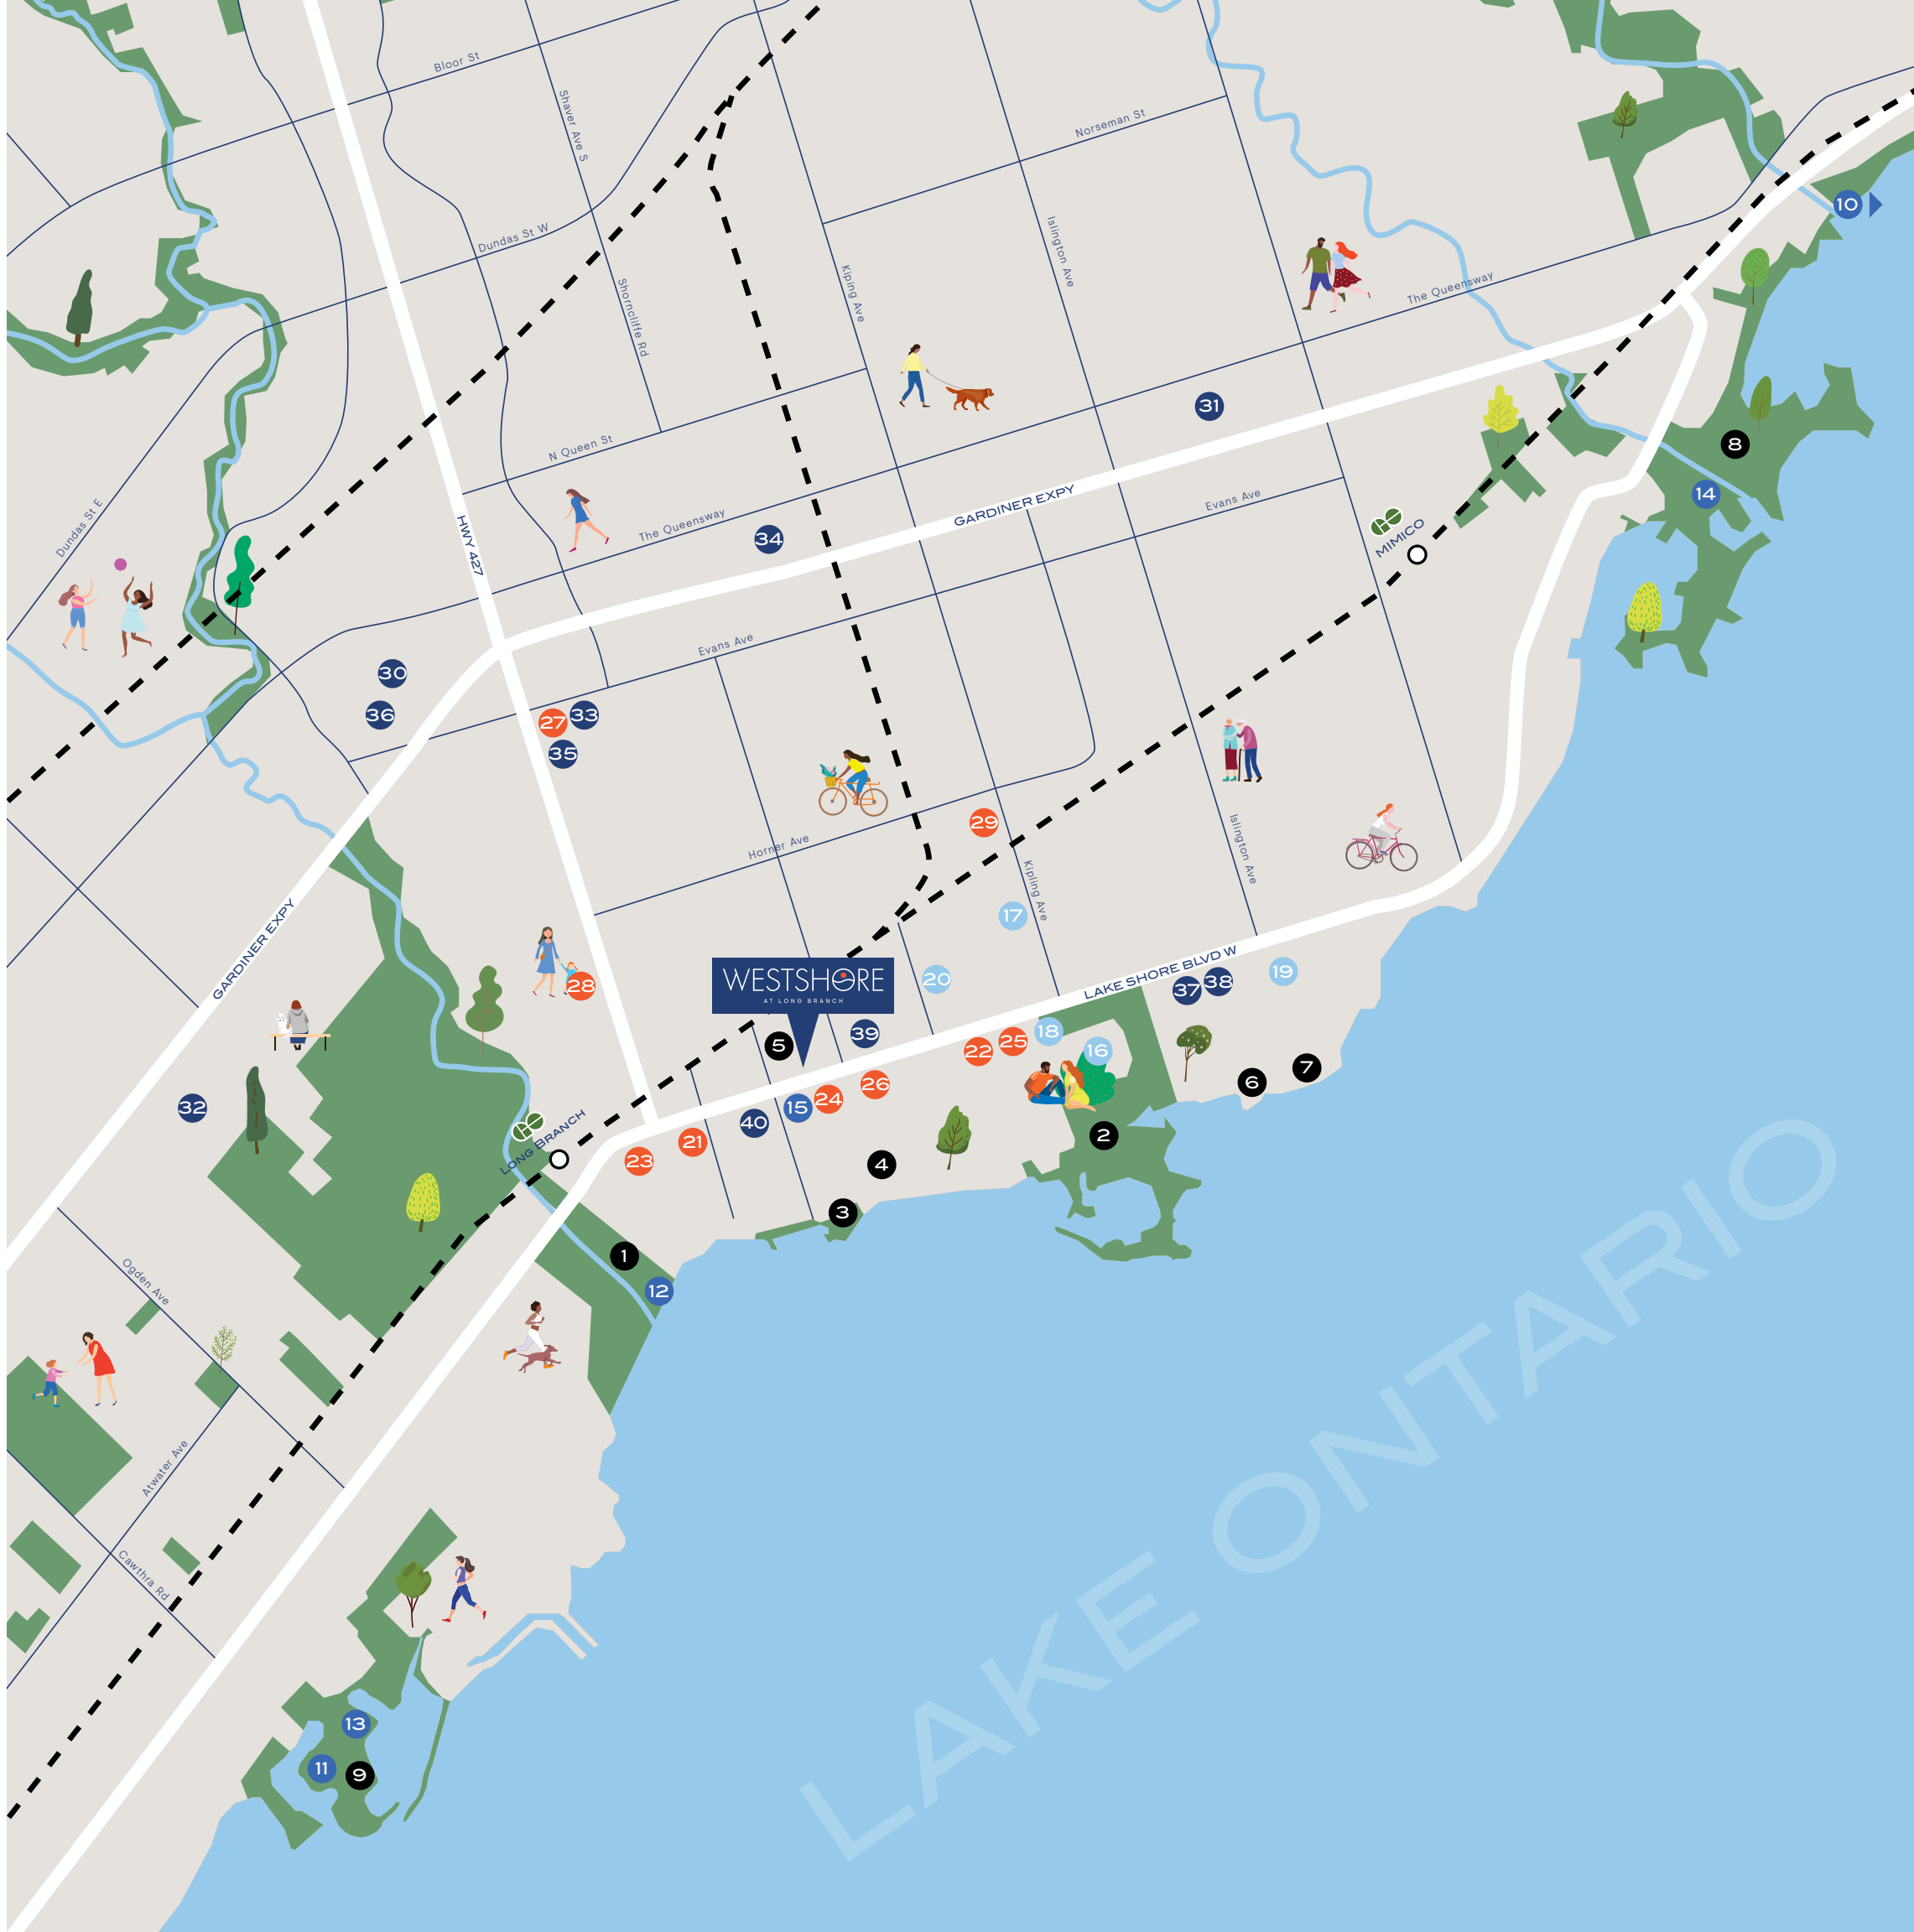 Bloor St
Shaver Ave S
Norseman St
10
Dundas St W
Islington Ave
Kipling Ave
Shorncliffe Rd
The Queensway
31
8
N Queen St
14
GARDINER EXPY
Evans Ave
The Queensway
Dundas St E
HWY 427
34
MIMICO
Evans Ave
30
36
27
33
35
29
Horner Ave
Islington Ave
Kipling Ave
17
GARDINER EXPY
LAKE SHORE BLVD W
WESTSHORE
AT LONG BRANCH
28
20
19
37
38
39
5
18
22
25
16
7
6
26
24
15
40
32
LONG BRANCH
21
23
2
4
3
1
12
Ogden Ave
LAKE ONTARIO
Atwater Ave
Cawthra Rd
13
11
9